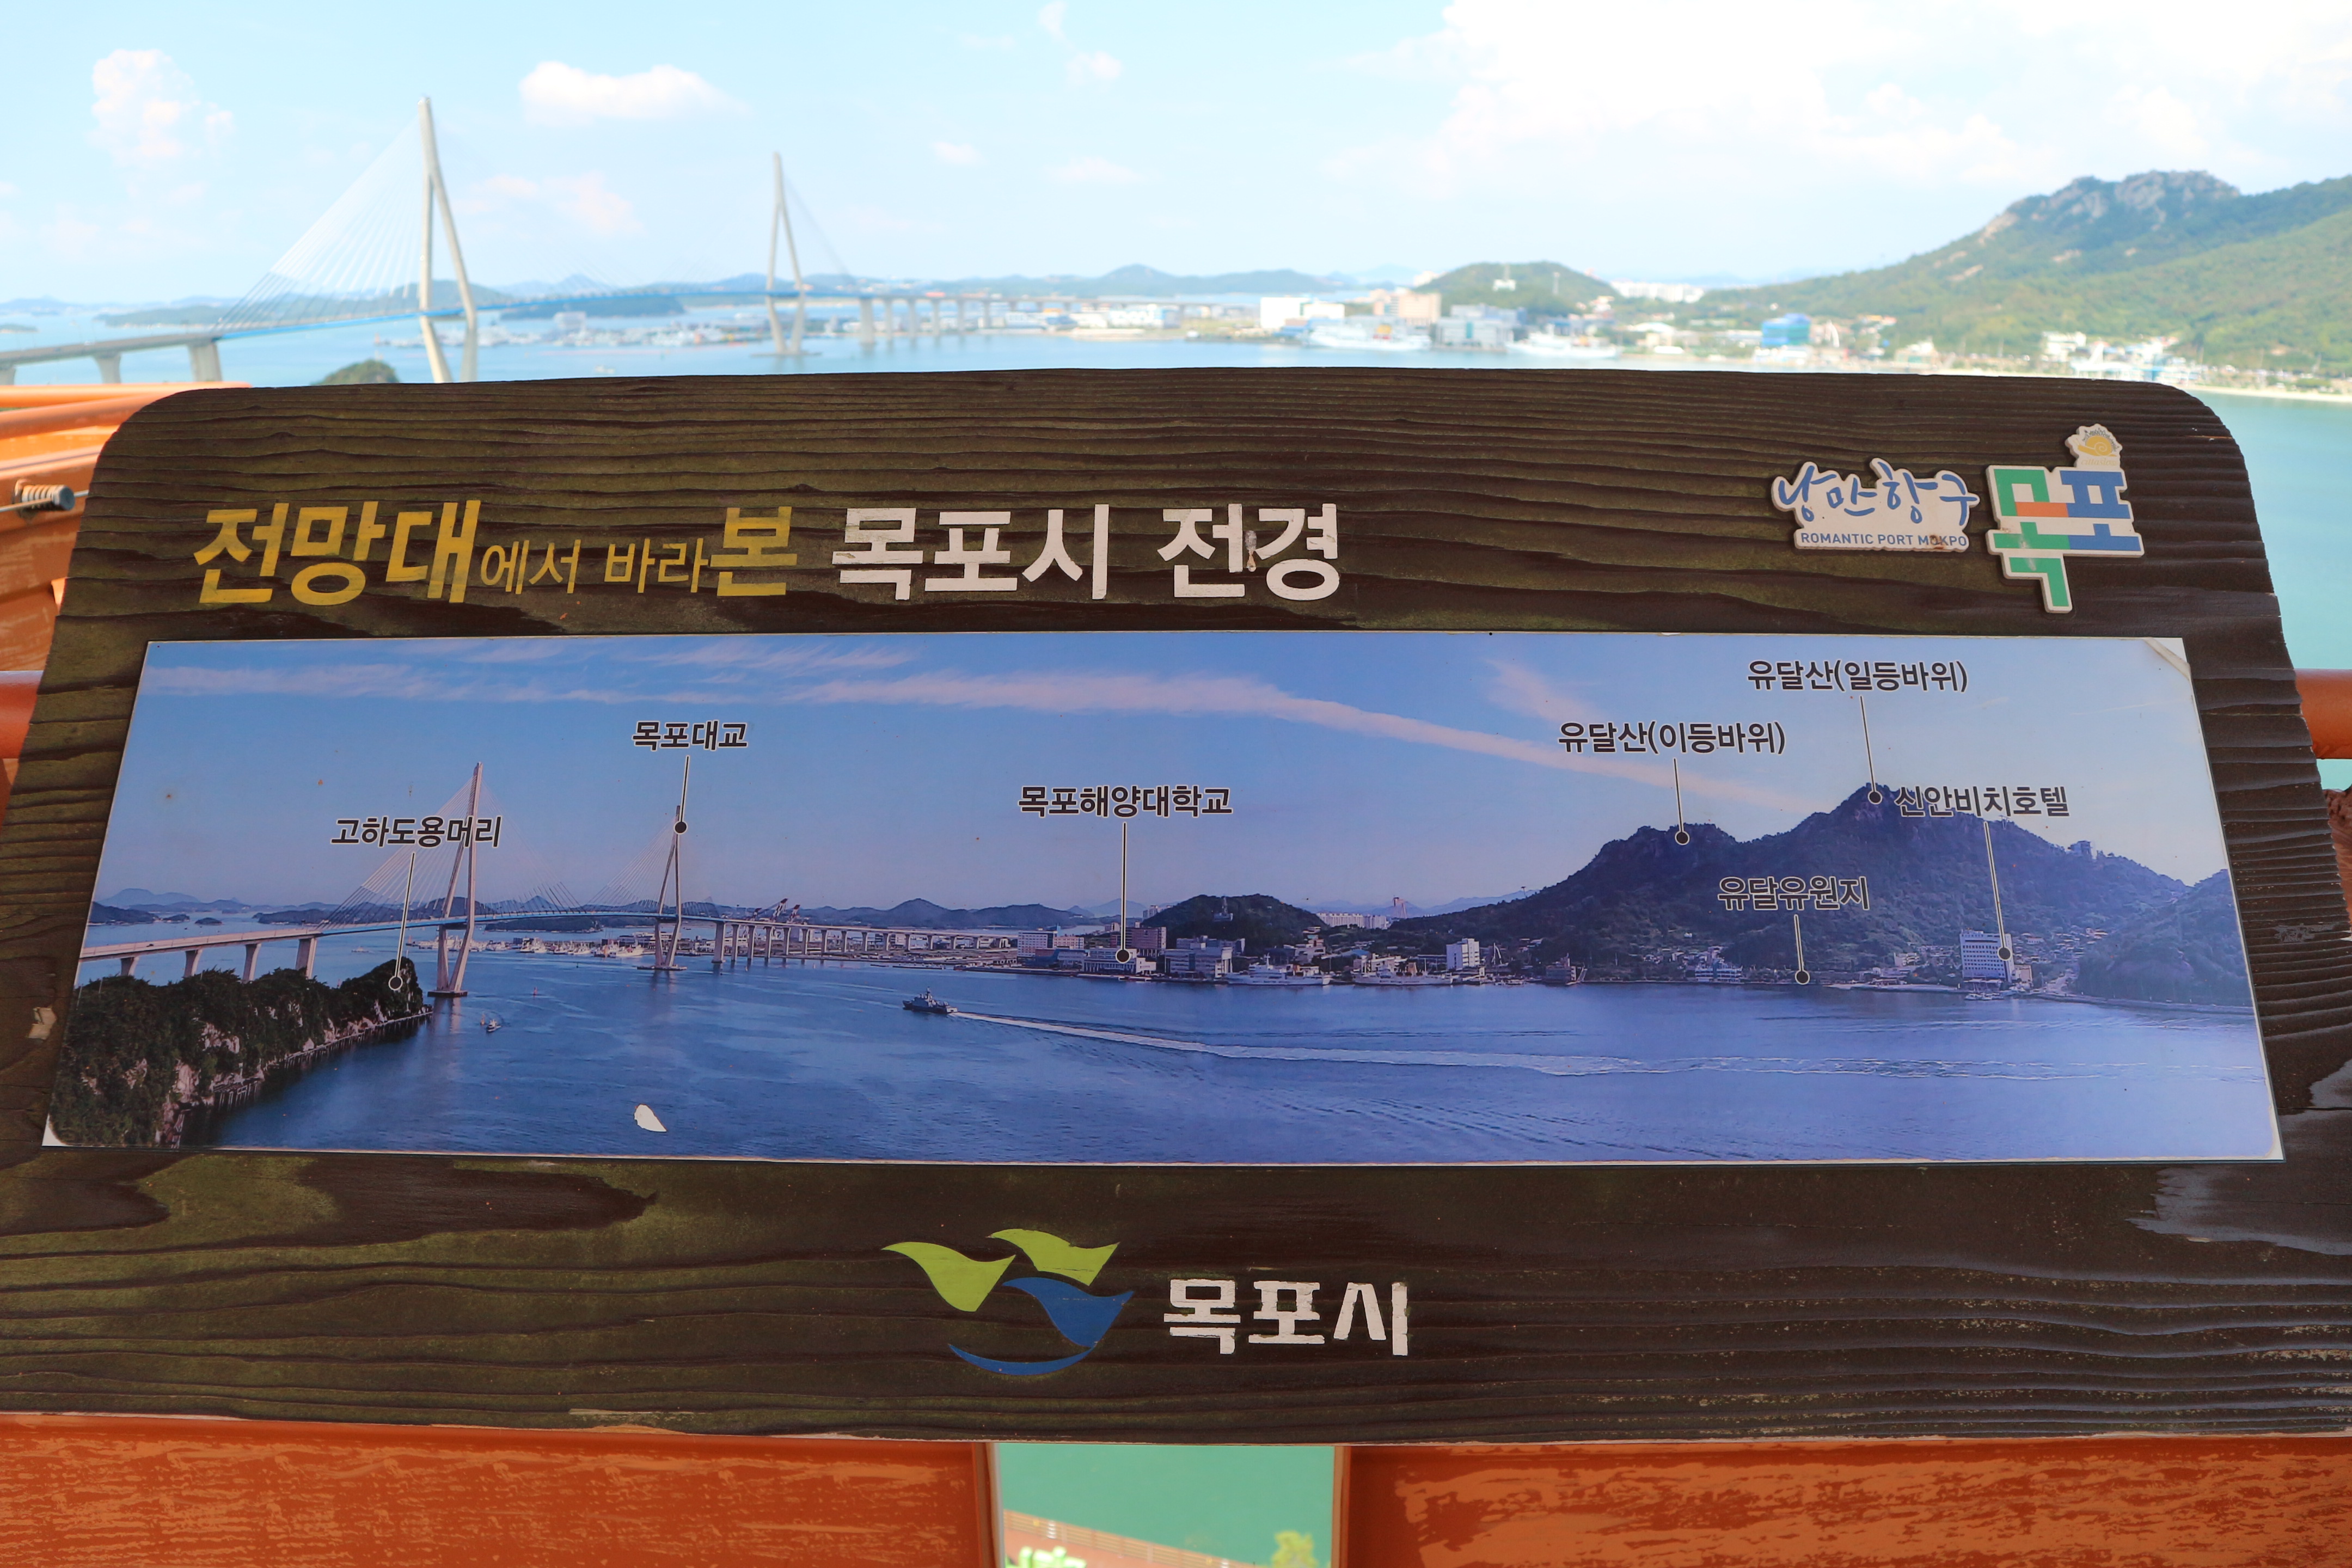 전망대에서 바라본 목포시 전경
낭만항구
ROMANTIC PORT MOKPO
목포
유달산(일등바위)
목포대교
유달산(이등바위)
목포해양대학교
신안비치호텔
고하도용머리
유달유원지
목포시